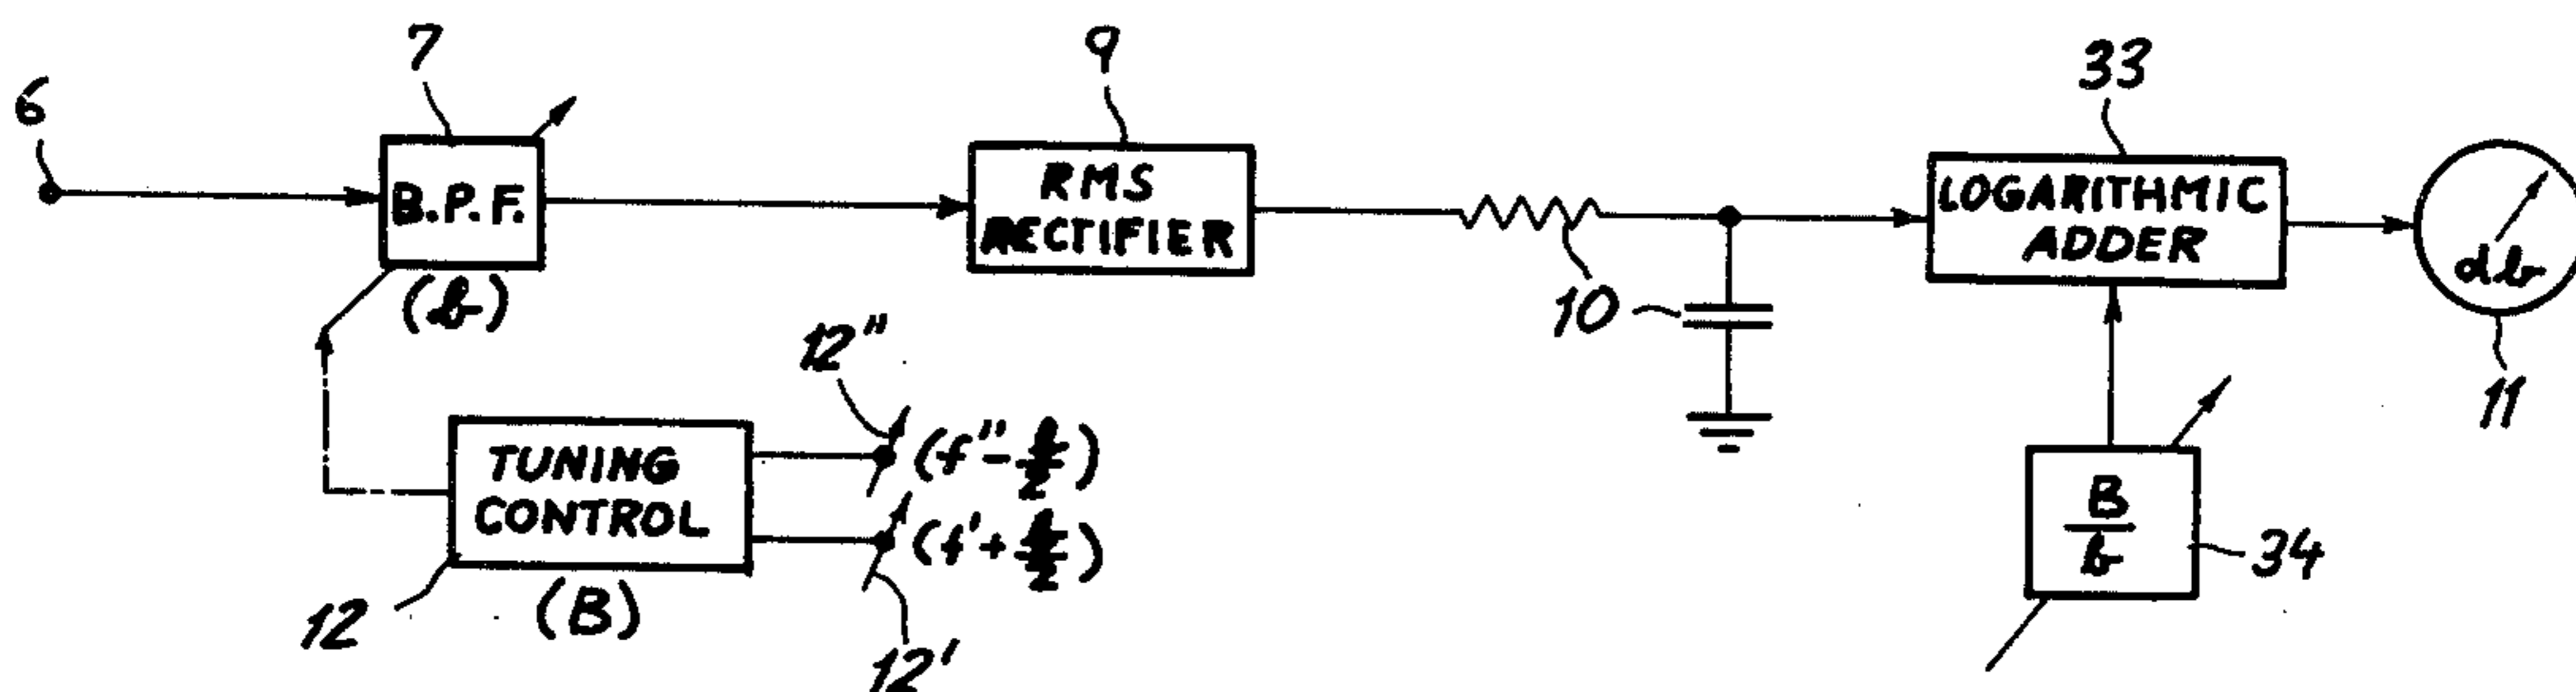 6
7
B.P.F.
(b)
9
RMS
RECTIFIER
10
33
LOGARITHMIC
ADDER
db
11
TUNING
CONTROL
12
(B)
12"
(f"-b/2)
(f'+b/2)
12'
B/b
34